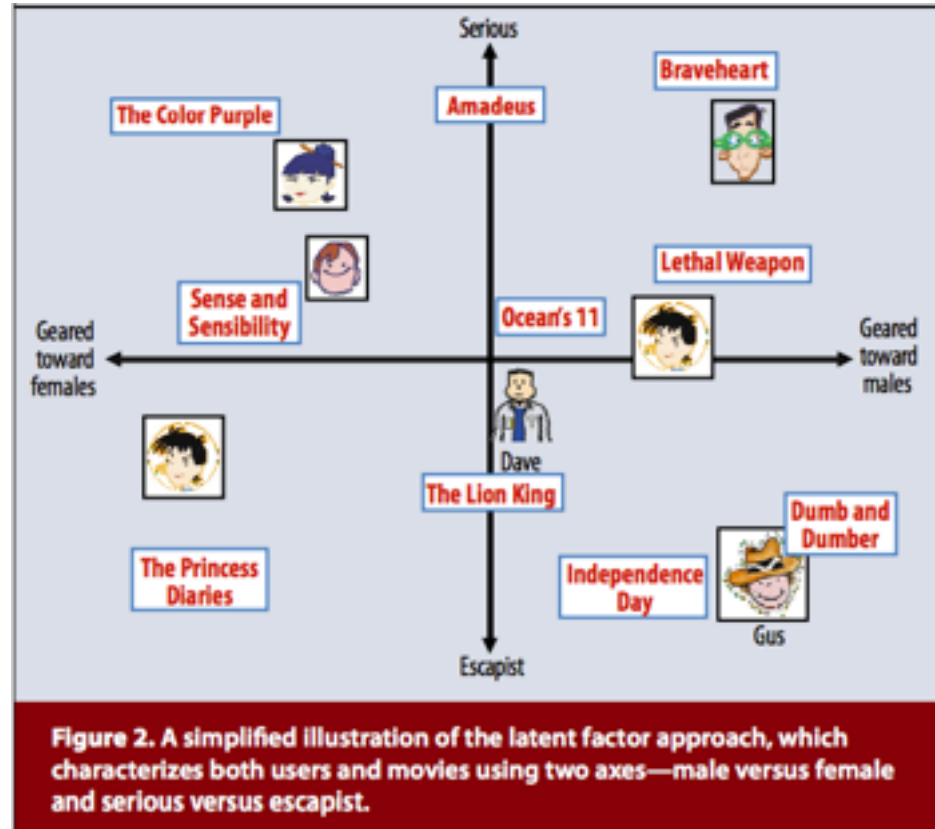 Serious
Braveheart
Amadeus
The Color Purple
Lethal Weapon
Sense and
Sensibility
Ocean's 11
Geared
toward
females
Geared
toward
males
Dave
The Lion King
Dumb and
Dumber
The Princess
Diaries
Independence
Day
Gus
Escapist
Figure 2. A simplified illustration of the latent factor approach, which
characterizes both users and movies using two axes—male versus female
and serious versus escapist.